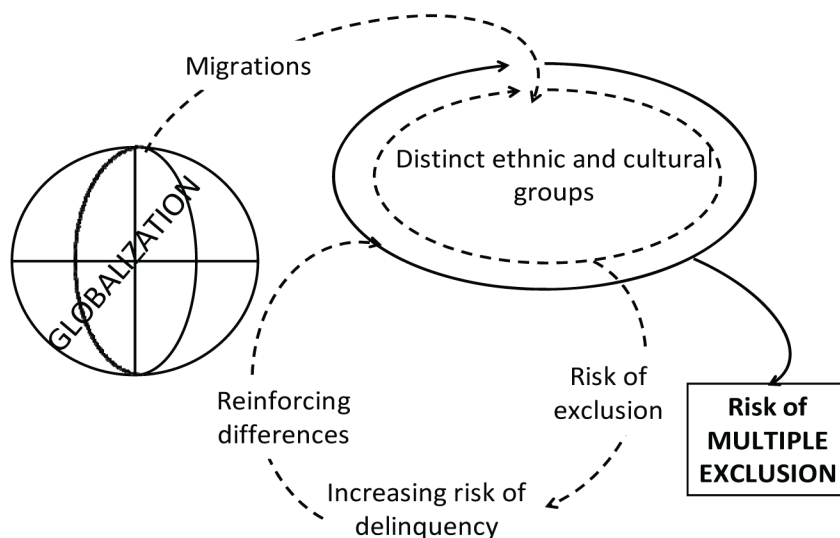 Migrations
GLOBALIZATION
Distinct ethnic and cultural
groups
Risk of
exclusion
Risk of
MULTIPLE
EXCLUSION
Increasing risk of
delinquency
Reinforcing
differences